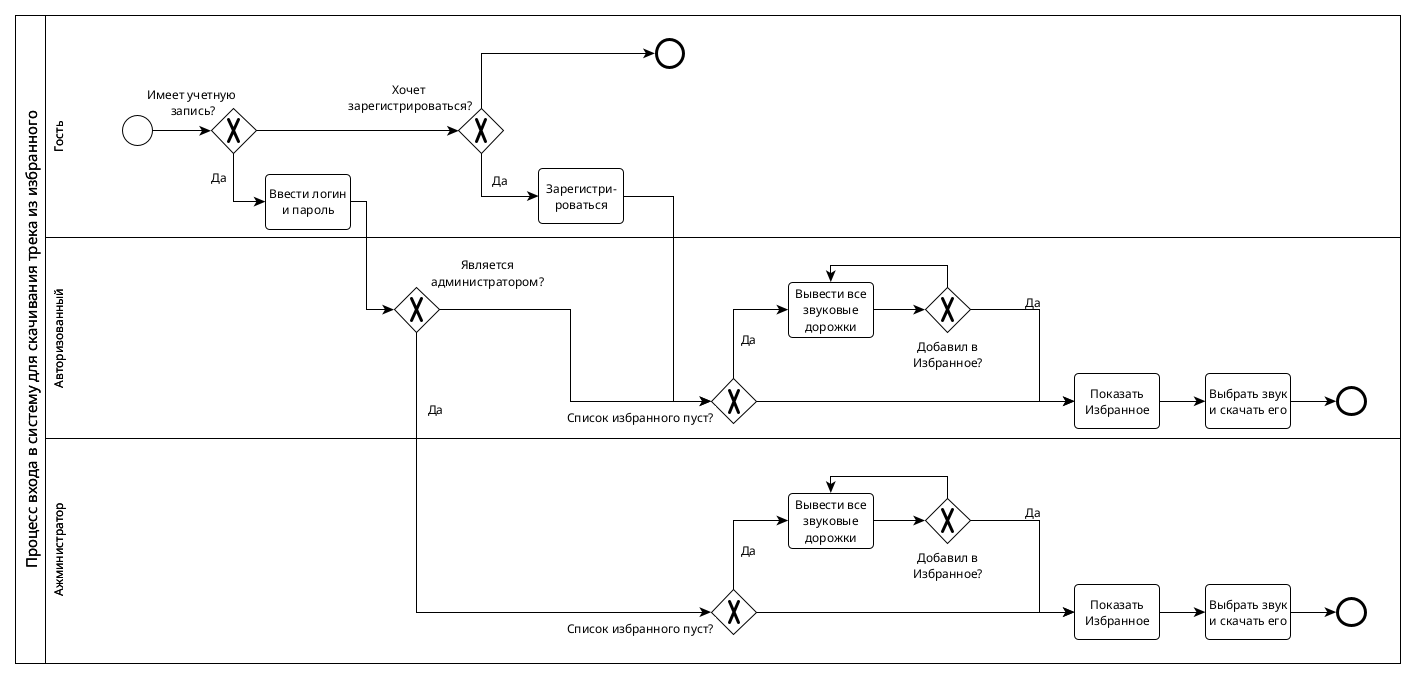 Процесс входа в систему для скачивания трека из избранного
Гость
Имеет учетную
запись?
Хочет
зарегистрироваться?
Да
Ввести логин
и пароль
Да
Зарегистри-
роваться
Авторизованный
Является
администратором?
Да
Список избранного пуст?
Да
Вывести все
звуковые
дорожки
Добавил в
Избранное?
Да
Показать
Избранное
Выбрать звук
и скачать его
Ажминистратор
Список избранного пуст?
Да
Вывести все
звуковые
дорожки
Добавил в
Избранное?
Да
Показать
Избранное
Выбрать звук
и скачать его